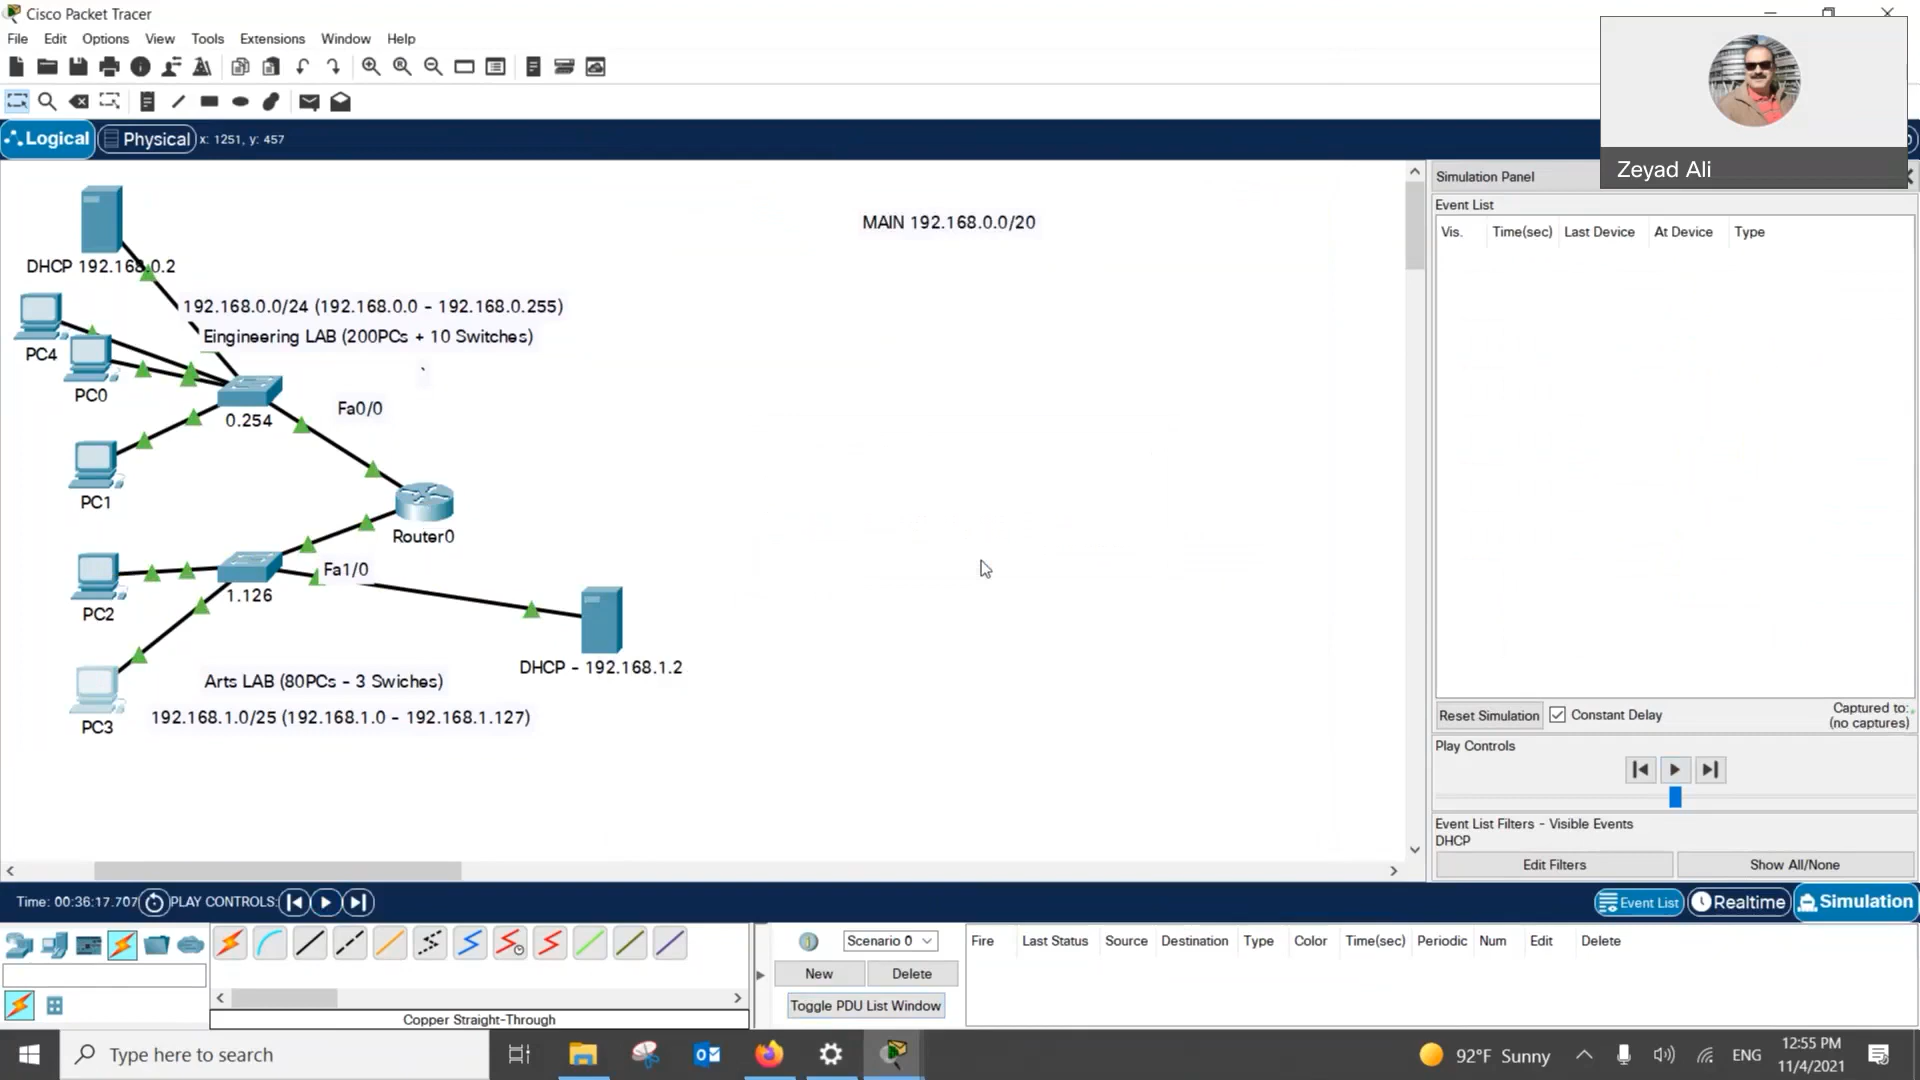 Cisco Packet Tracer
File Edit Options View Tools Extensions Window Help
Logical Physical x: 1251, y: 457
Zeyad Ali
MAIN 192.168.0.0/20
DHCP 192.168.0.2
192.168.0.0/24 (192.168.0.0 - 192.168.0.255)
Eingineering LAB (200PCs + 10 Switches)
PC4
PC0
0.254
Fa0/0
PC1
Router0
Fa1/0
1.126
PC2
DHCP - 192.168.1.2
Arts LAB (80PCs - 3 Swiches)
192.168.1.0/25 (192.168.1.0 - 192.168.1.127)
PC3
Simulation Panel
Event List
Vis. Time(sec) Last Device At Device Type
Reset Simulation Constant Delay
Captured to:
(no captures)
Play Controls
Event List Filters - Visible Events
DHCP
Edit Filters Show All/None
Time: 00:36:17.707 PLAY CONTROLS: Event List Realtime Simulation
Scenario 0
New Delete
Toggle PDU List Window
Fire Last Status Source Destination Type Color Time(sec) Periodic Num Edit Delete
Copper Straight-Through
Type here to search
92°F Sunny
ENG
12:55 PM
11/4/2021